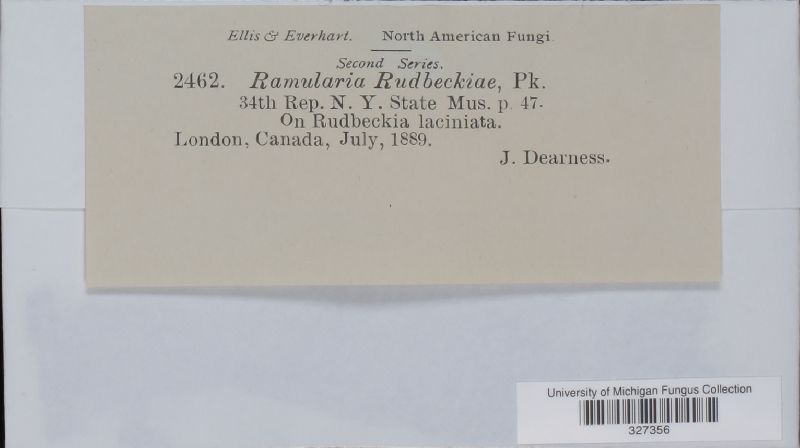 Ellis & Everhart. North American Fungi.
Second Series.
2462. Ramularia Rudbeckiae, Pk.
34th Rep. N. Y. State Mus. p. 47.
On Rudbeckia laciniata.
London, Canada, July, 1889.
J. Dearness.
University of Michigan Fungus Collection
327356